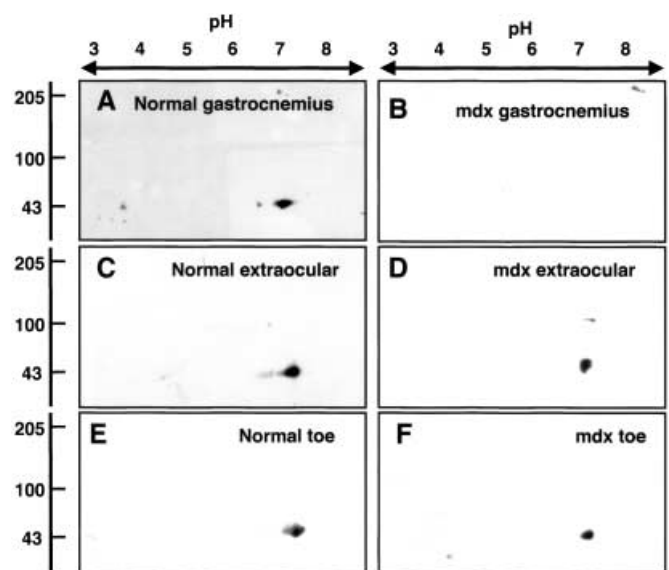 pH
3 4 5 6 7 8
pH
3 4 5 6 7 8
205
100
43
A Normal gastrocnemius
B mdx gastrocnemius
205
100
43
C Normal extraocular
D mdx extraocular
205
100
43
E Normal toe
F mdx toe